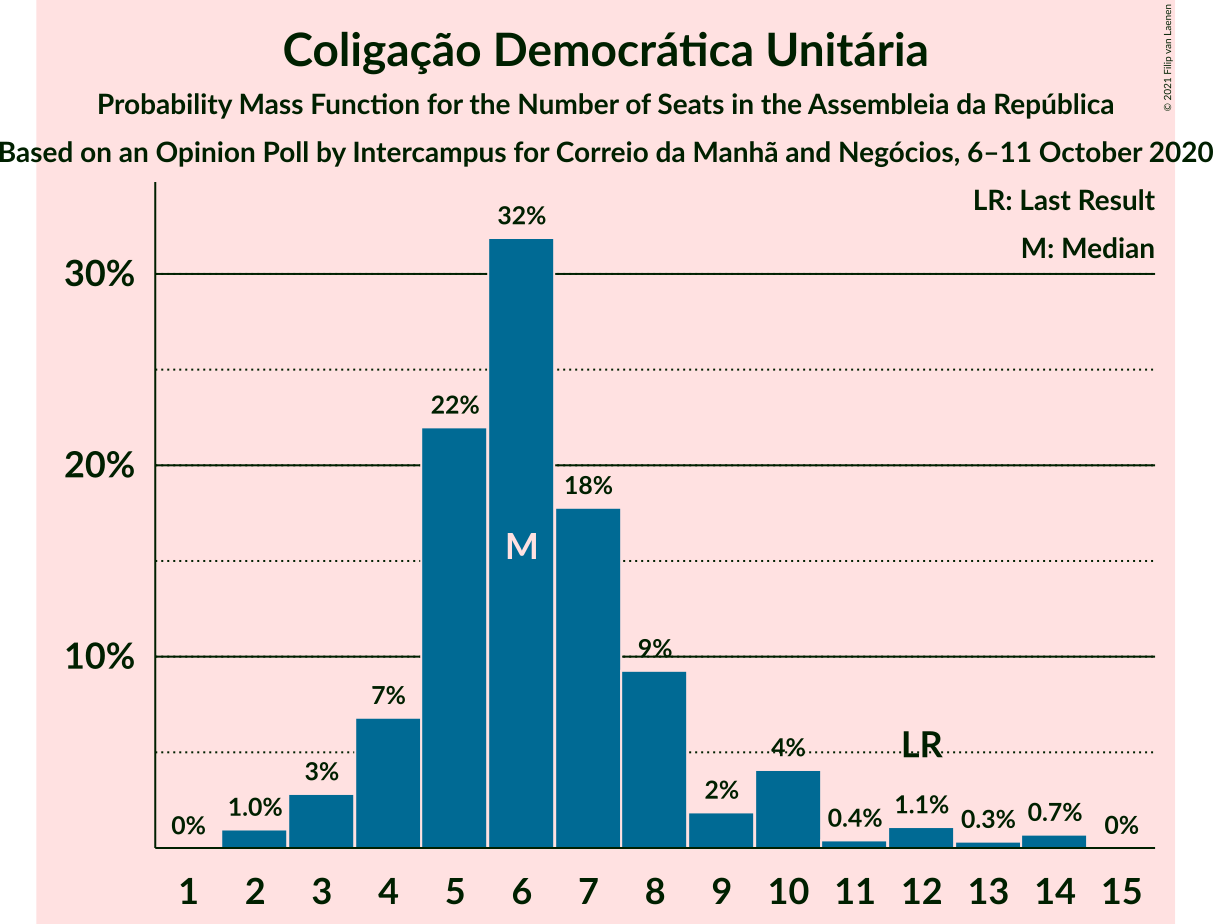 Coligação Democrática Unitária
Probability Mass Function for the Number of Seats in the Assembleia da República
Based on an Opinion Poll by Intercampus for Correio da Manhã and Negócios, 6–11 October 2020
© 2021 Filip van Laenen
LR: Last Result
M: Median
30%
20%
10%
0%
1.0%
3%
7%
22%
32%
18%
9%
2%
4%
0.4%
1.1%
0.3%
0.7%
0%
M
LR
1 2 3 4 5 6 7 8 9 10 11 12 13 14 15